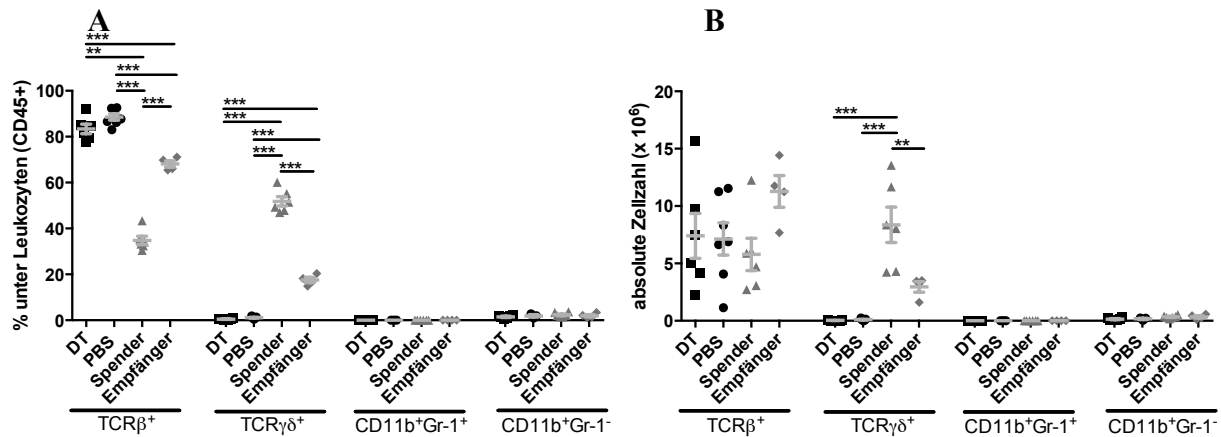 A
***
**
***
***
***
% unter Leukozyten (CD45+)
100
80
60
40
20
0
***
***
***
***
***
DT
PBS
Spender
Empfänger
DT
PBS
Spender
Empfänger
DT
PBS
Spender
Empfänger
DT
PBS
Spender
Empfänger
TCRβ⁺
TCRγδ⁺
CD11b⁺Gr-1⁺
CD11b⁺Gr-1⁻
B
absolute Zellzahl (x 10⁶)
20
15
10
5
0
***
***
**
DT
PBS
Spender
Empfänger
DT
PBS
Spender
Empfänger
DT
PBS
Spender
Empfänger
DT
PBS
Spender
Empfänger
TCRβ⁺
TCRγδ⁺
CD11b⁺Gr-1⁺
CD11b⁺Gr-1⁻